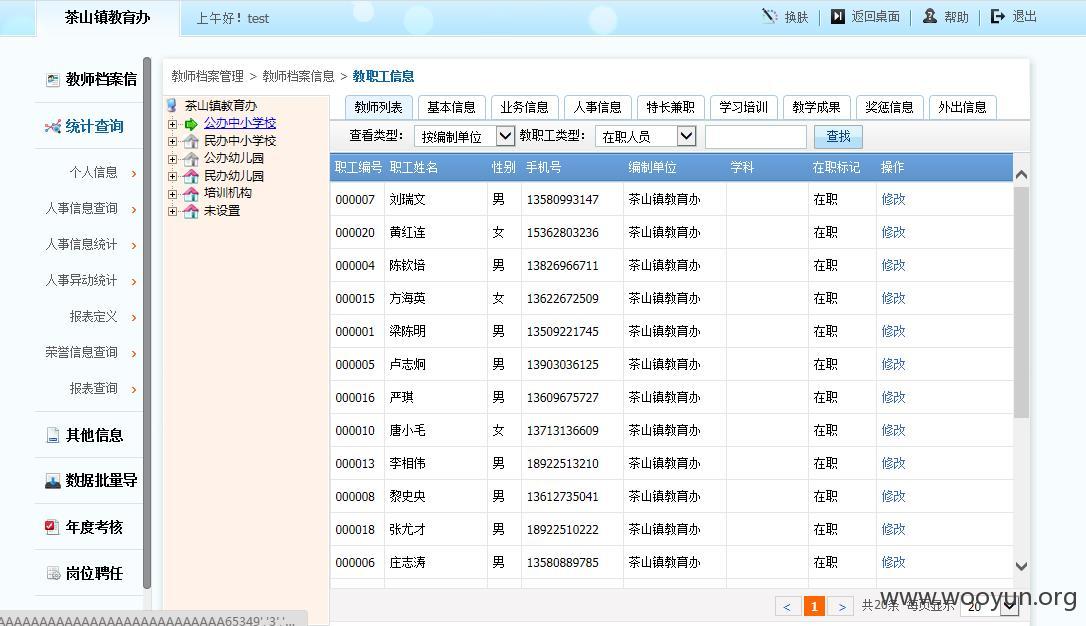 茶山镇教育办
上午好！test
换肤
返回桌面
帮助
退出
教师档案信
统计查询
个人信息
人事信息查询
人事信息统计
人事异动统计
报表定义
荣誉信息查询
报表查询
其他信息
数据批量导
年度考核
岗位聘任
教师档案管理 > 教师档案信息 > 教职工信息
茶山镇教育办
公办中小学校
民办中小学校
公办幼儿园
民办幼儿园
培训机构
未设置
教师列表 基本信息 业务信息 人事信息 特长兼职 学习培训 教学成果 奖惩信息 外出信息
查看类型： 按编制单位 教职工类型： 在职人员 查找
职工编号 职工姓名 性别 手机号 编制单位 学科 在职标记 操作
000007 刘瑞文 男 13580993147 茶山镇教育办 在职 修改
000020 黄红连 女 15362803236 茶山镇教育办 在职 修改
000004 陈钦培 男 13826966711 茶山镇教育办 在职 修改
000015 方海英 女 13622672509 茶山镇教育办 在职 修改
000001 梁陈明 男 13509221745 茶山镇教育办 在职 修改
000005 卢志炯 男 13903036125 茶山镇教育办 在职 修改
000016 严琪 男 13609675727 茶山镇教育办 在职 修改
000010 唐小毛 女 13713136609 茶山镇教育办 在职 修改
000013 李相伟 男 18922513210 茶山镇教育办 在职 修改
000008 黎史央 男 13612735041 茶山镇教育办 在职 修改
000018 张尤才 男 18922510222 茶山镇教育办 在职 修改
000006 庄志涛 男 13580889785 茶山镇教育办 在职 修改
< 1 > 共20条 每页显示 20
www.wooyun.org